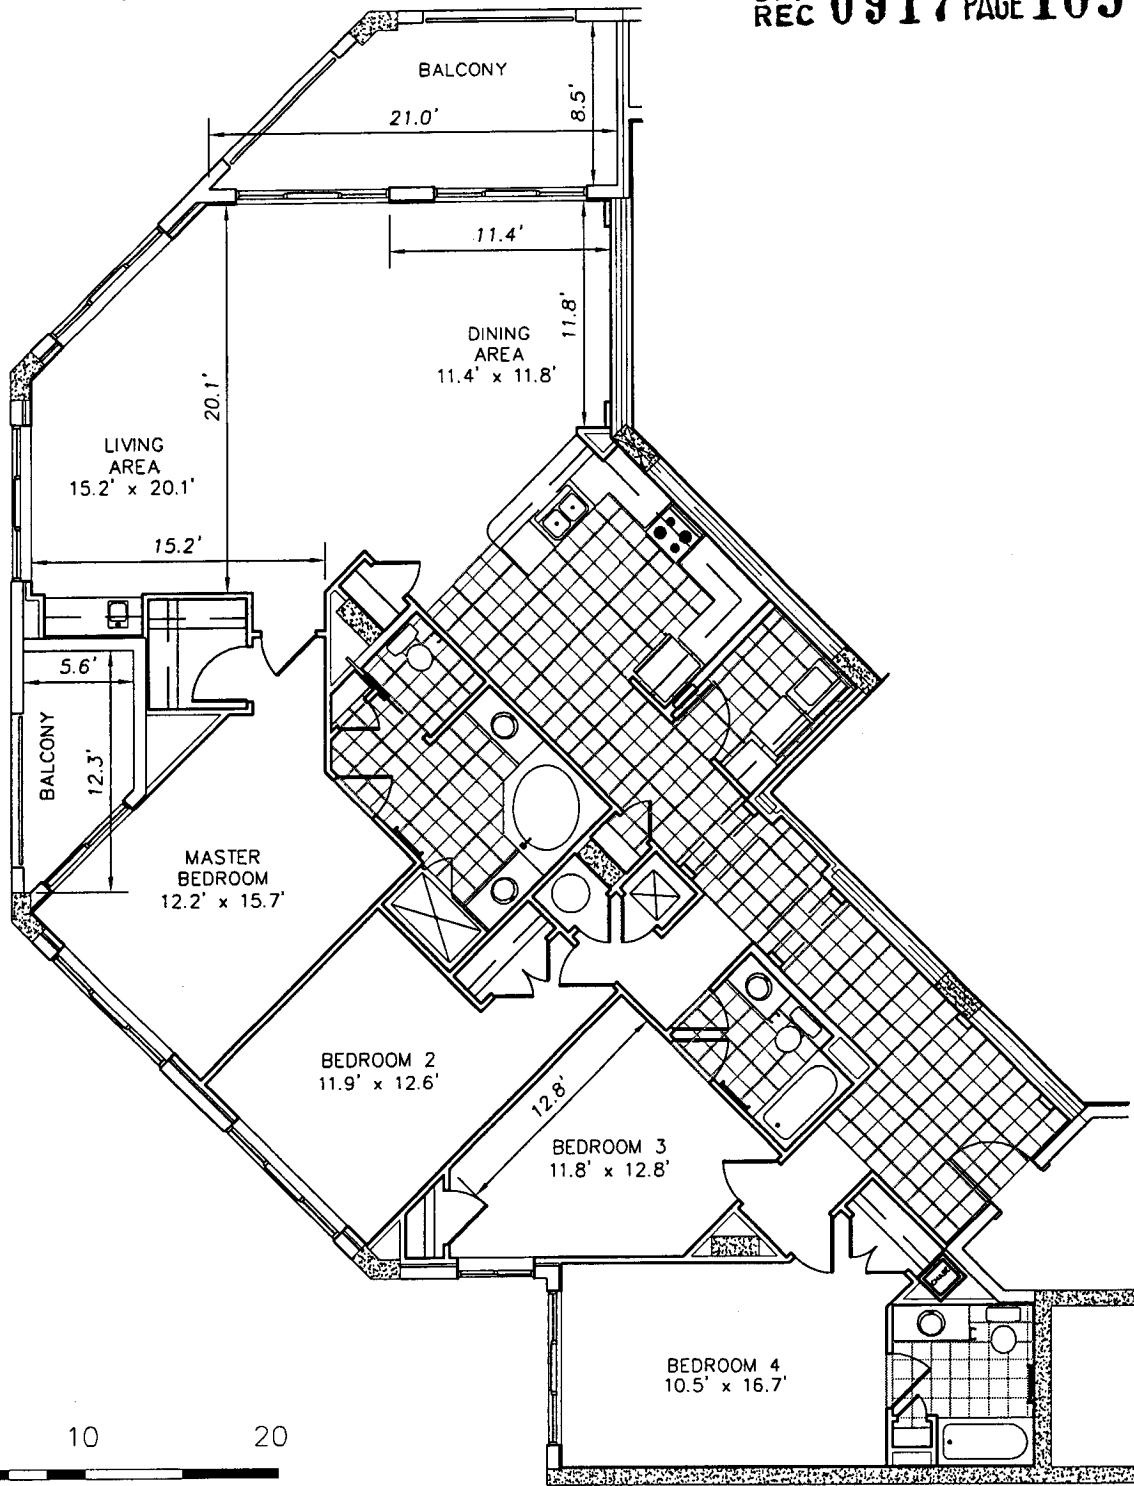 REC 0917 PAGE 105
BALCONY
21.0'
8.5'
11.4'
11.8'
DINING
AREA
11.4' x 11.8'
20.1'
LIVING
AREA
15.2' x 20.1'
15.2'
5.6'
BALCONY
12.3'
MASTER
BEDROOM
12.2' x 15.7'
BEDROOM 2
11.9' x 12.6'
12.8'
BEDROOM 3
11.8' x 12.8'
CHASE
BEDROOM 4
10.5' x 16.7'
10 20